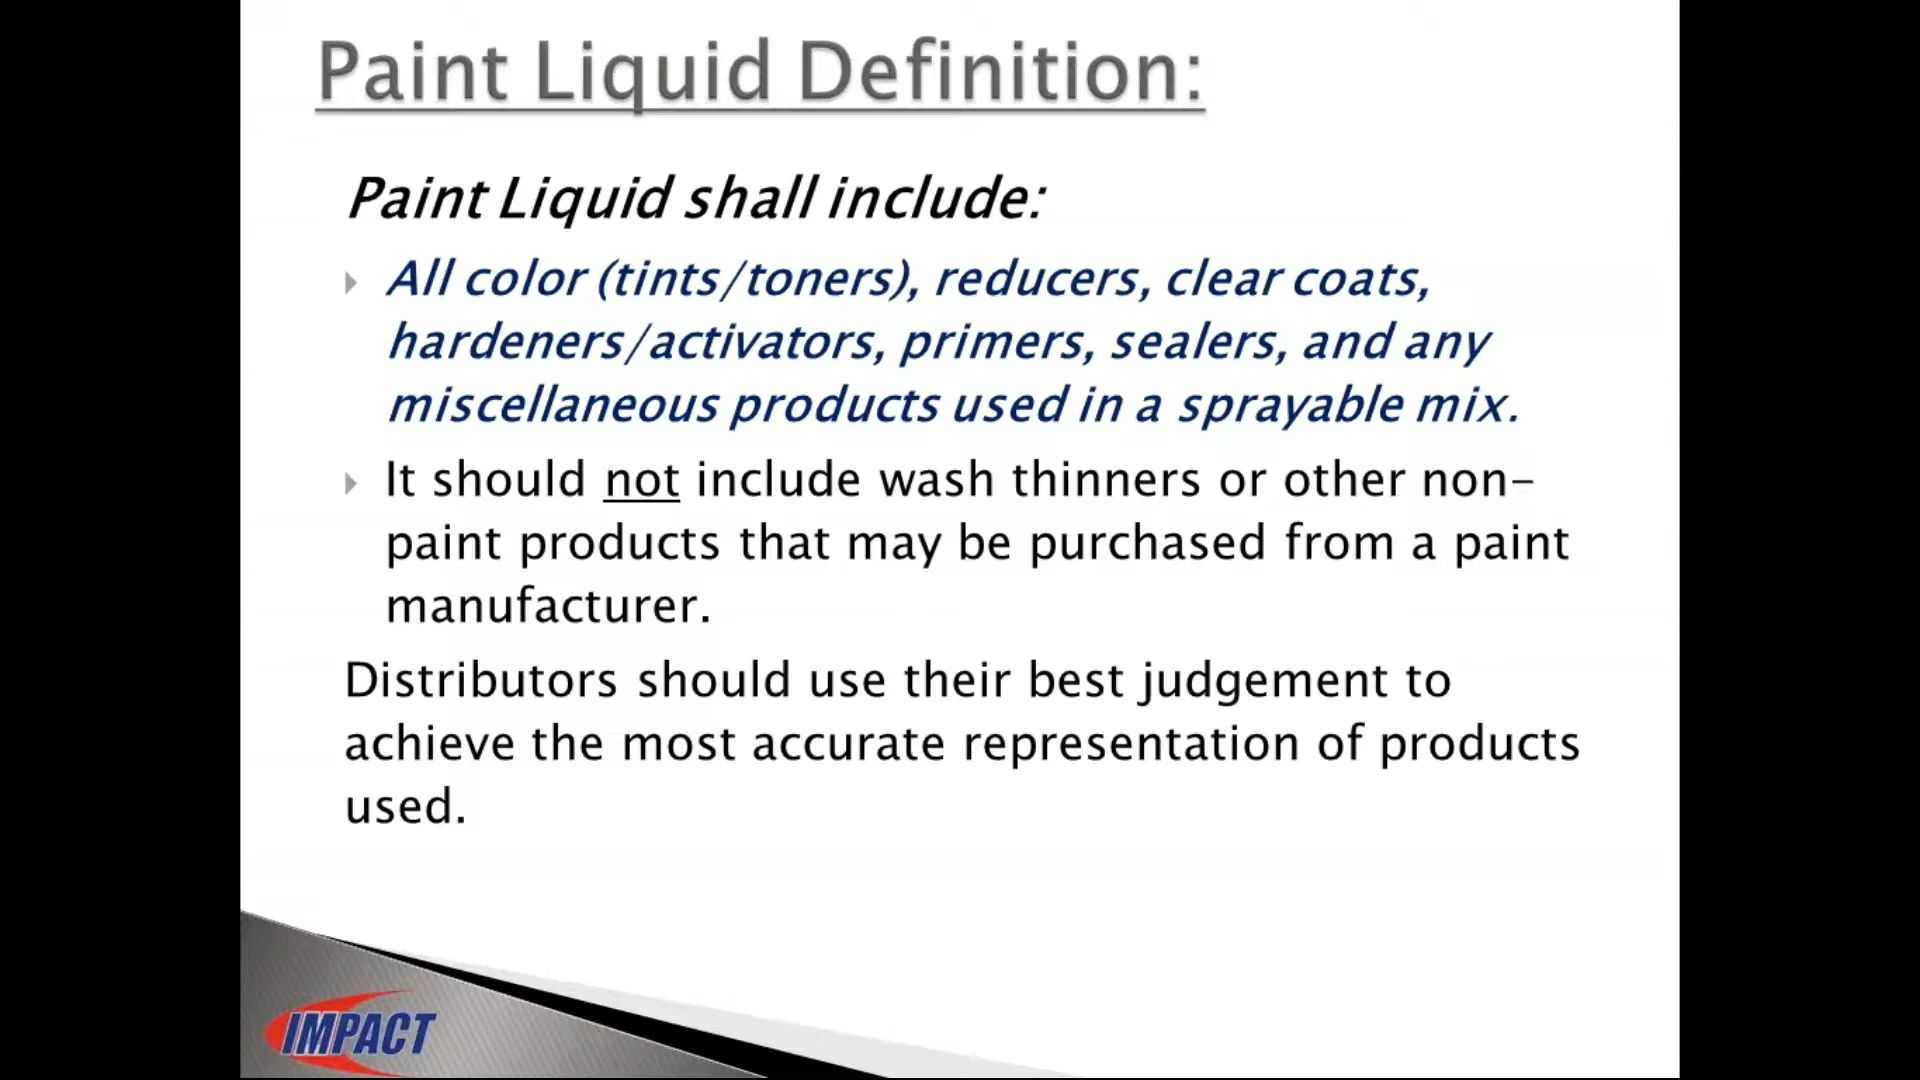 Paint Liquid Definition:
Paint Liquid shall include:
All color (tints/toners), reducers, clear coats,
hardeners/activators, primers, sealers, and any
miscellaneous products used in a sprayable mix.
It should not include wash thinners or other non-
paint products that may be purchased from a paint
manufacturer.
Distributors should use their best judgement to
achieve the most accurate representation of products
used.
IMPACT